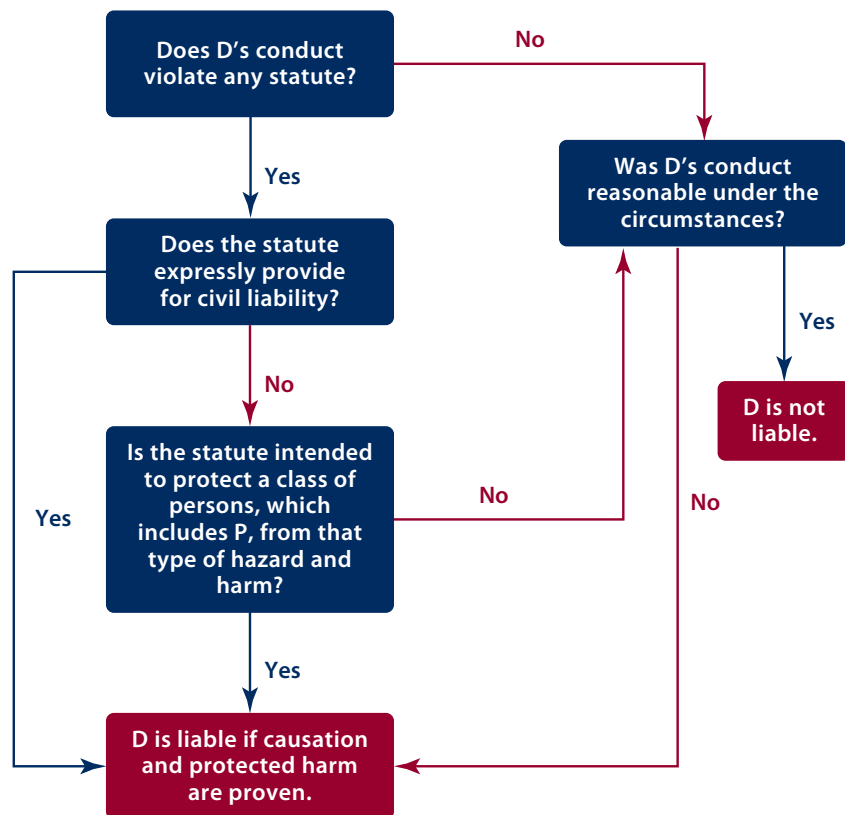 Does D's conduct
violate any statute?
No
Was D's conduct
reasonable under the
circumstances?
Yes
Does the statute
expressly provide
for civil liability?
Yes
D is not
liable.
No
Is the statute intended
to protect a class of
persons, which
includes P, from that
type of hazard and
harm?
No
No
Yes
Yes
D is liable if causation
and protected harm
are proven.